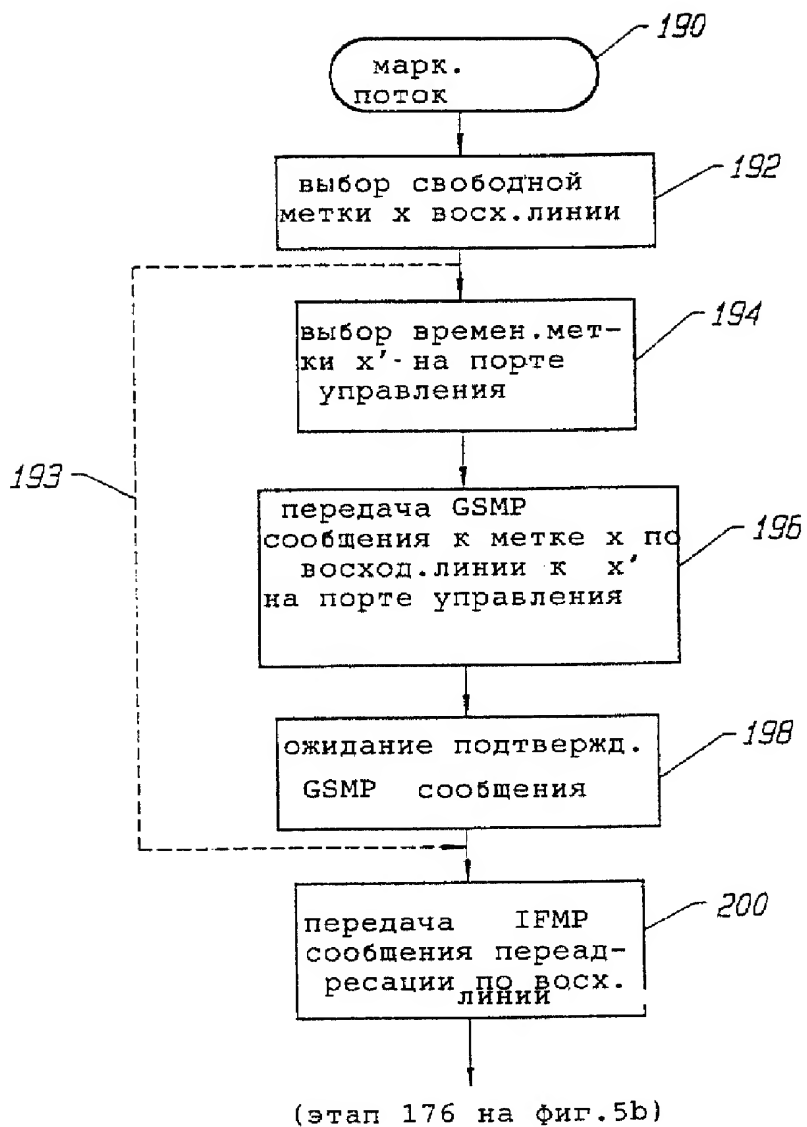 190
марк.
поток
192
выбор свободной
метки x восх.линии
194
выбор времен.мет-
ки x'- на порте
управления
193
196
передача GSMP
сообщения к метке x по
восход.линии к x'
на порте управления
198
ожидание подтвержд.
GSMP сообщения
200
передача IFMP
сообщения переад-
ресации по восх.
линии
(этап 176 на фиг.5b)